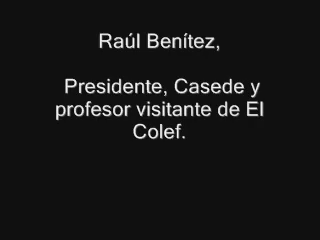 Raúl Benítez,
Presidente, Casede y
profesor visitante de El
Colef.